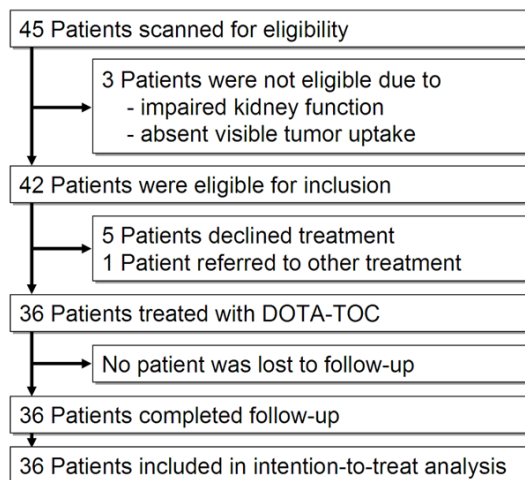 45 Patients scanned for eligibility
3 Patients were not eligible due to
- impaired kidney function
- absent visible tumor uptake
42 Patients were eligible for inclusion
5 Patients declined treatment
1 Patient referred to other treatment
36 Patients treated with DOTA-TOC
No patient was lost to follow-up
36 Patients completed follow-up
36 Patients included in intention-to-treat analysis